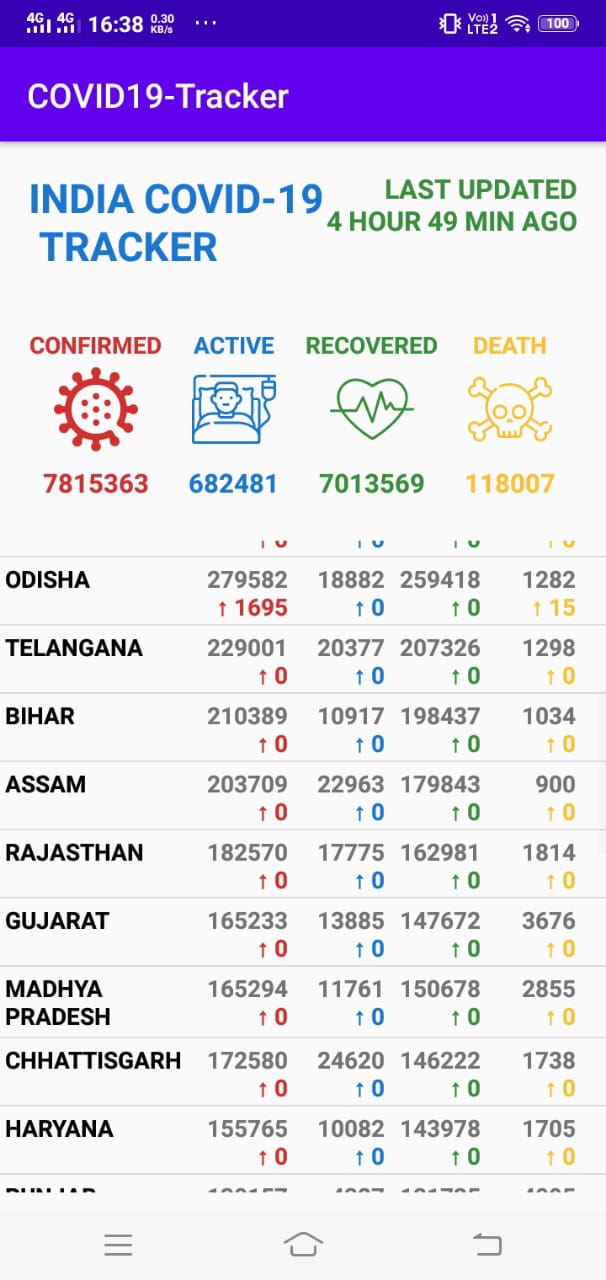 4G 4G 16:38 0.30 KB/s ... Vo)) 1 LTE2 100
COVID19-Tracker
INDIA COVID-19
TRACKER
LAST UPDATED
4 HOUR 49 MIN AGO
CONFIRMED ACTIVE RECOVERED DEATH
7815363 682481 7013569 118007
ODISHA 279582 18882 259418 1282
↑ 1695 ↑ 0 ↑ 0 ↑ 15
TELANGANA 229001 20377 207326 1298
↑ 0 ↑ 0 ↑ 0 ↑ 0
BIHAR 210389 10917 198437 1034
↑ 0 ↑ 0 ↑ 0 ↑ 0
ASSAM 203709 22963 179843 900
↑ 0 ↑ 0 ↑ 0 ↑ 0
RAJASTHAN 182570 17775 162981 1814
↑ 0 ↑ 0 ↑ 0 ↑ 0
GUJARAT 165233 13885 147672 3676
↑ 0 ↑ 0 ↑ 0 ↑ 0
MADHYA 165294 11761 150678 2855
PRADESH ↑ 0 ↑ 0 ↑ 0 ↑ 0
CHHATTISGARH 172580 24620 146222 1738
↑ 0 ↑ 0 ↑ 0 ↑ 0
HARYANA 155765 10082 143978 1705
↑ 0 ↑ 0 ↑ 0 ↑ 0